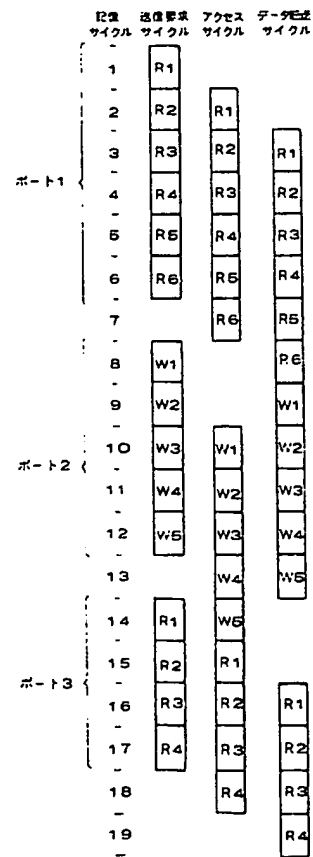 記憶サイクル 送信要求サイクル アクセスサイクル データ転送サイクル
1 R1
2 R2 R1
3 R3 R2 R1
ポート1 4 R4 R3 R2
5 R5 R4 R3
6 R6 R5 R4
7 R6 R5
8 W1 R6
9 W2 W1
ポート2 10 W3 W1 W2
11 W4 W2 W3
12 W5 W3 W4
13 W4 W5
14 R1 W5
15 R2 R1
ポート3 16 R3 R2 R1
17 R4 R3 R2
18 R4 R3
19 R4